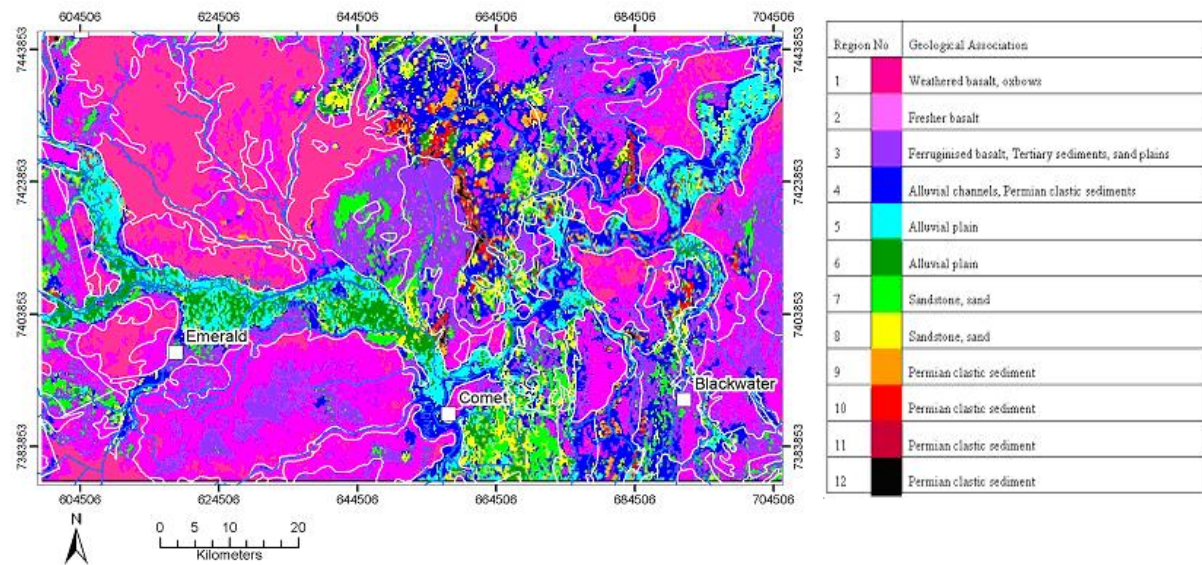 604506 624506 644506 664506 684506 704506
7443853 7443853
7423853 7423853
7403853 7403853
7383853 7383853
Emerald
Comet
Blackwater
604506 624506 644506 664506 684506 704506
N
0 5 10 20
Kilometers
Region No Geological Association
1 Weathered basalt, oxbows
2 Fresher basalt
3 Ferruginised basalt, Tertiary sediments, sand plains
4 Alluvial channels, Permian clastic sediments
5 Alluvial plain
6 Alluvial plain
7 Sandstone, sand
8 Sandstone, sand
9 Permian clastic sediment
10 Permian clastic sediment
11 Permian clastic sediment
12 Permian clastic sediment